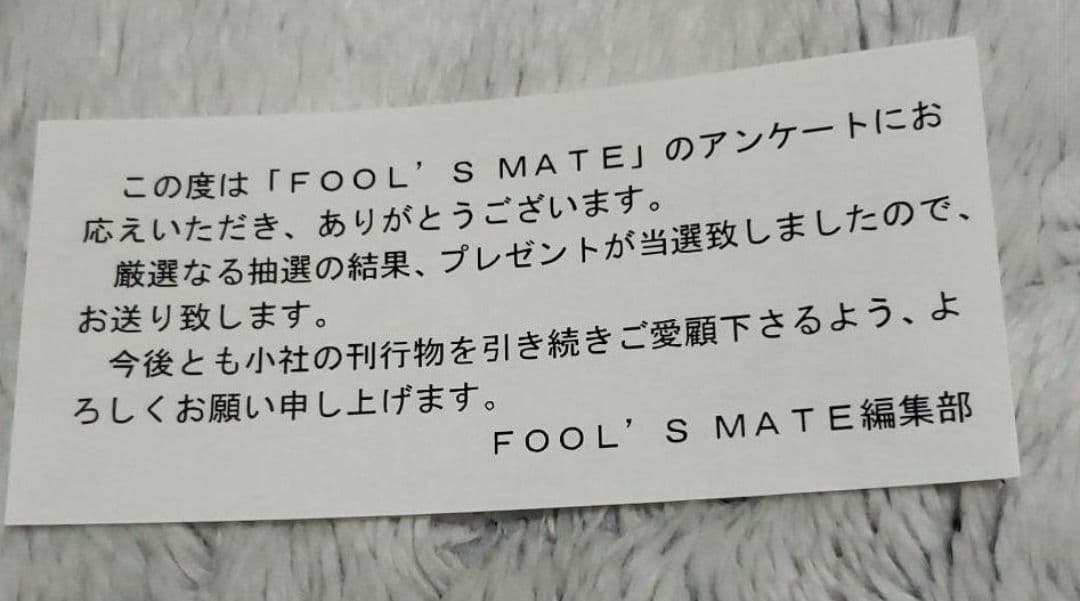 この度は「ＦＯＯＬ’Ｓ ＭＡＴＥ」のアンケートにお
応えいただき、ありがとうございます。
厳選なる抽選の結果、プレゼントが当選致しましたので、
お送り致します。
今後とも小社の刊行物を引き続きご愛顧下さるよう、よ
ろしくお願い申し上げます。
ＦＯＯＬ’Ｓ ＭＡＴＥ編集部